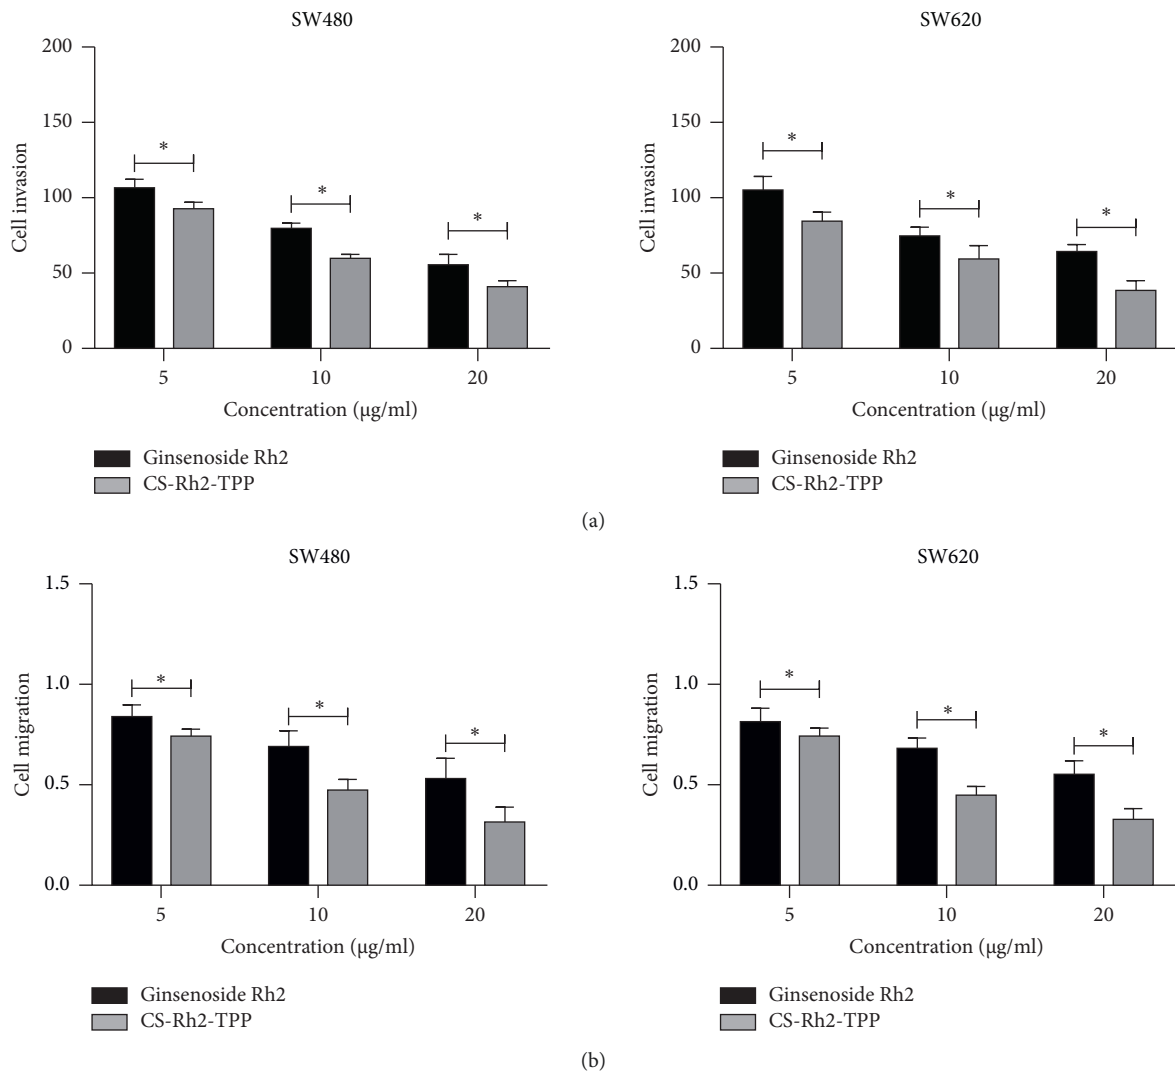 SW480
200
150
100
50
0
Cell invasion
*
*
*
5
10
20
Concentration (μg/ml)
Ginsenoside Rh2
CS-Rh2-TPP
SW620
200
150
100
50
0
Cell invasion
*
*
*
5
10
20
Concentration (μg/ml)
Ginsenoside Rh2
CS-Rh2-TPP
(a)
SW480
1.5
1.0
0.5
0.0
Cell migration
*
*
*
5
10
20
Concentration (μg/ml)
Ginsenoside Rh2
CS-Rh2-TPP
SW620
1.5
1.0
0.5
0.0
Cell migration
*
*
*
5
10
20
Concentration (μg/ml)
Ginsenoside Rh2
CS-Rh2-TPP
(b)